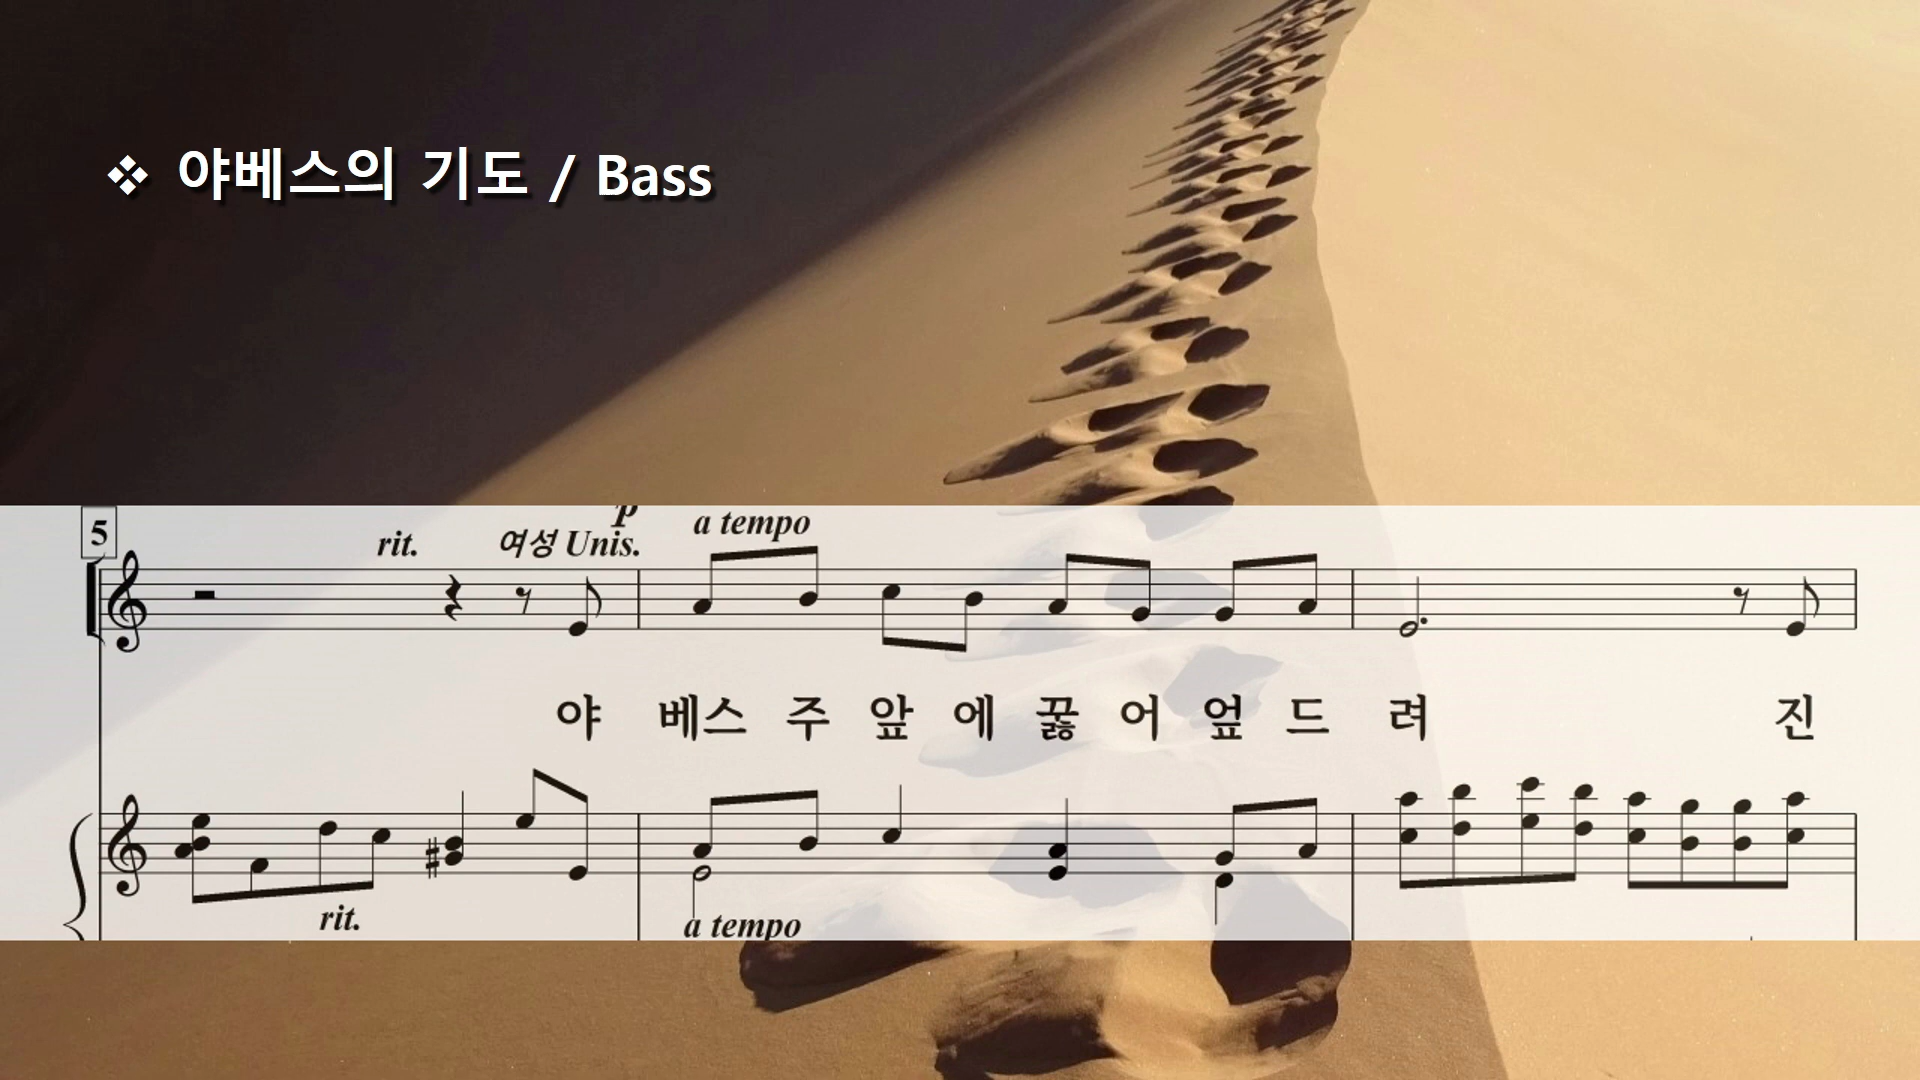 ❖ 야베스의 기도 / Bass
5
p
rit. 여성 Unis. a tempo
야 베스 주 앞 에 꿇 어 엎 드 려 진
rit. a tempo